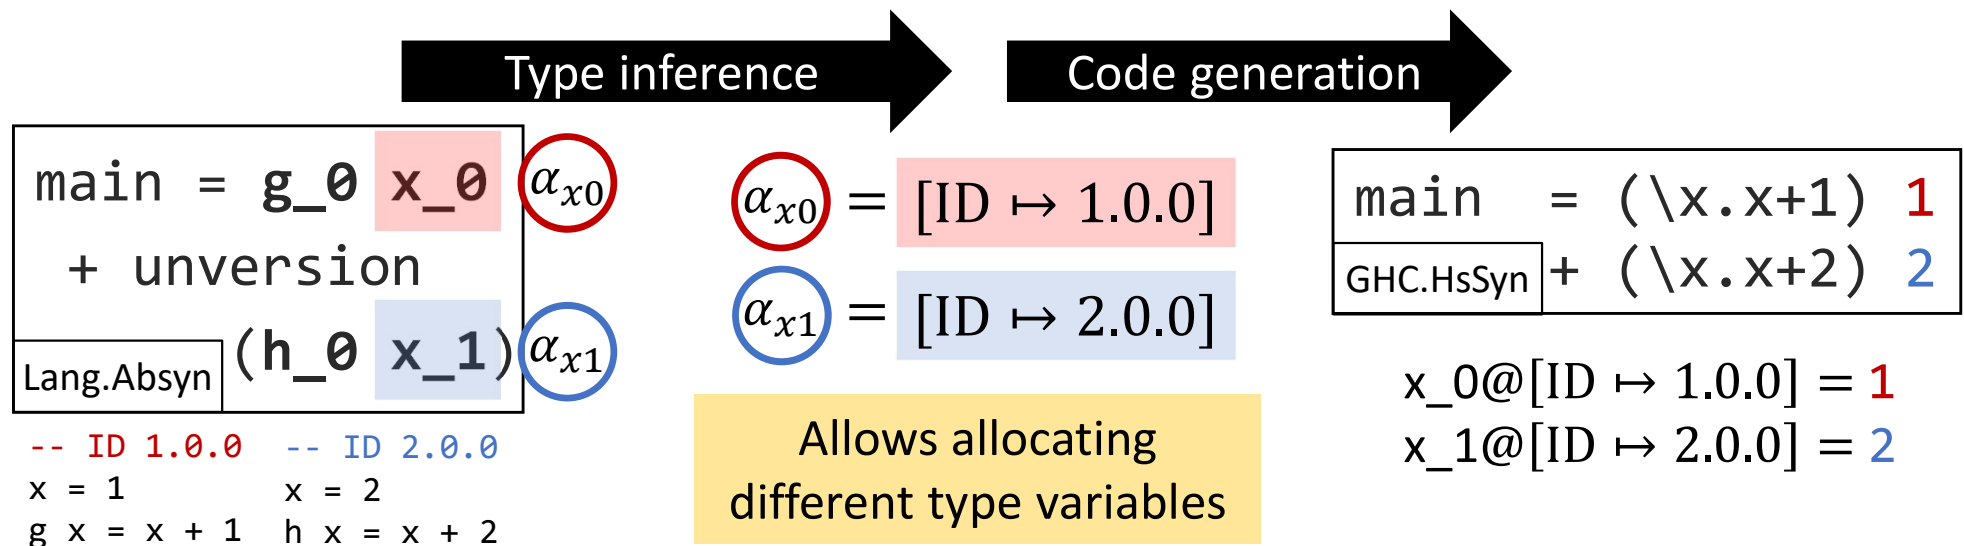 Type inference
Code generation
main = g_0 x_0
+ unversion
(h_0 x_1)
Lang.Absyn
αx0
αx1
-- ID 1.0.0
x = 1
g x = x + 1
-- ID 2.0.0
x = 2
h x = x + 2
αx0 = [ID ↦ 1.0.0]
αx1 = [ID ↦ 2.0.0]
Allows allocating
different type variables
main = (\x.x+1) 1
+ (\x.x+2) 2
GHC.HsSyn
x_0@[ID ↦ 1.0.0] = 1
x_1@[ID ↦ 2.0.0] = 2